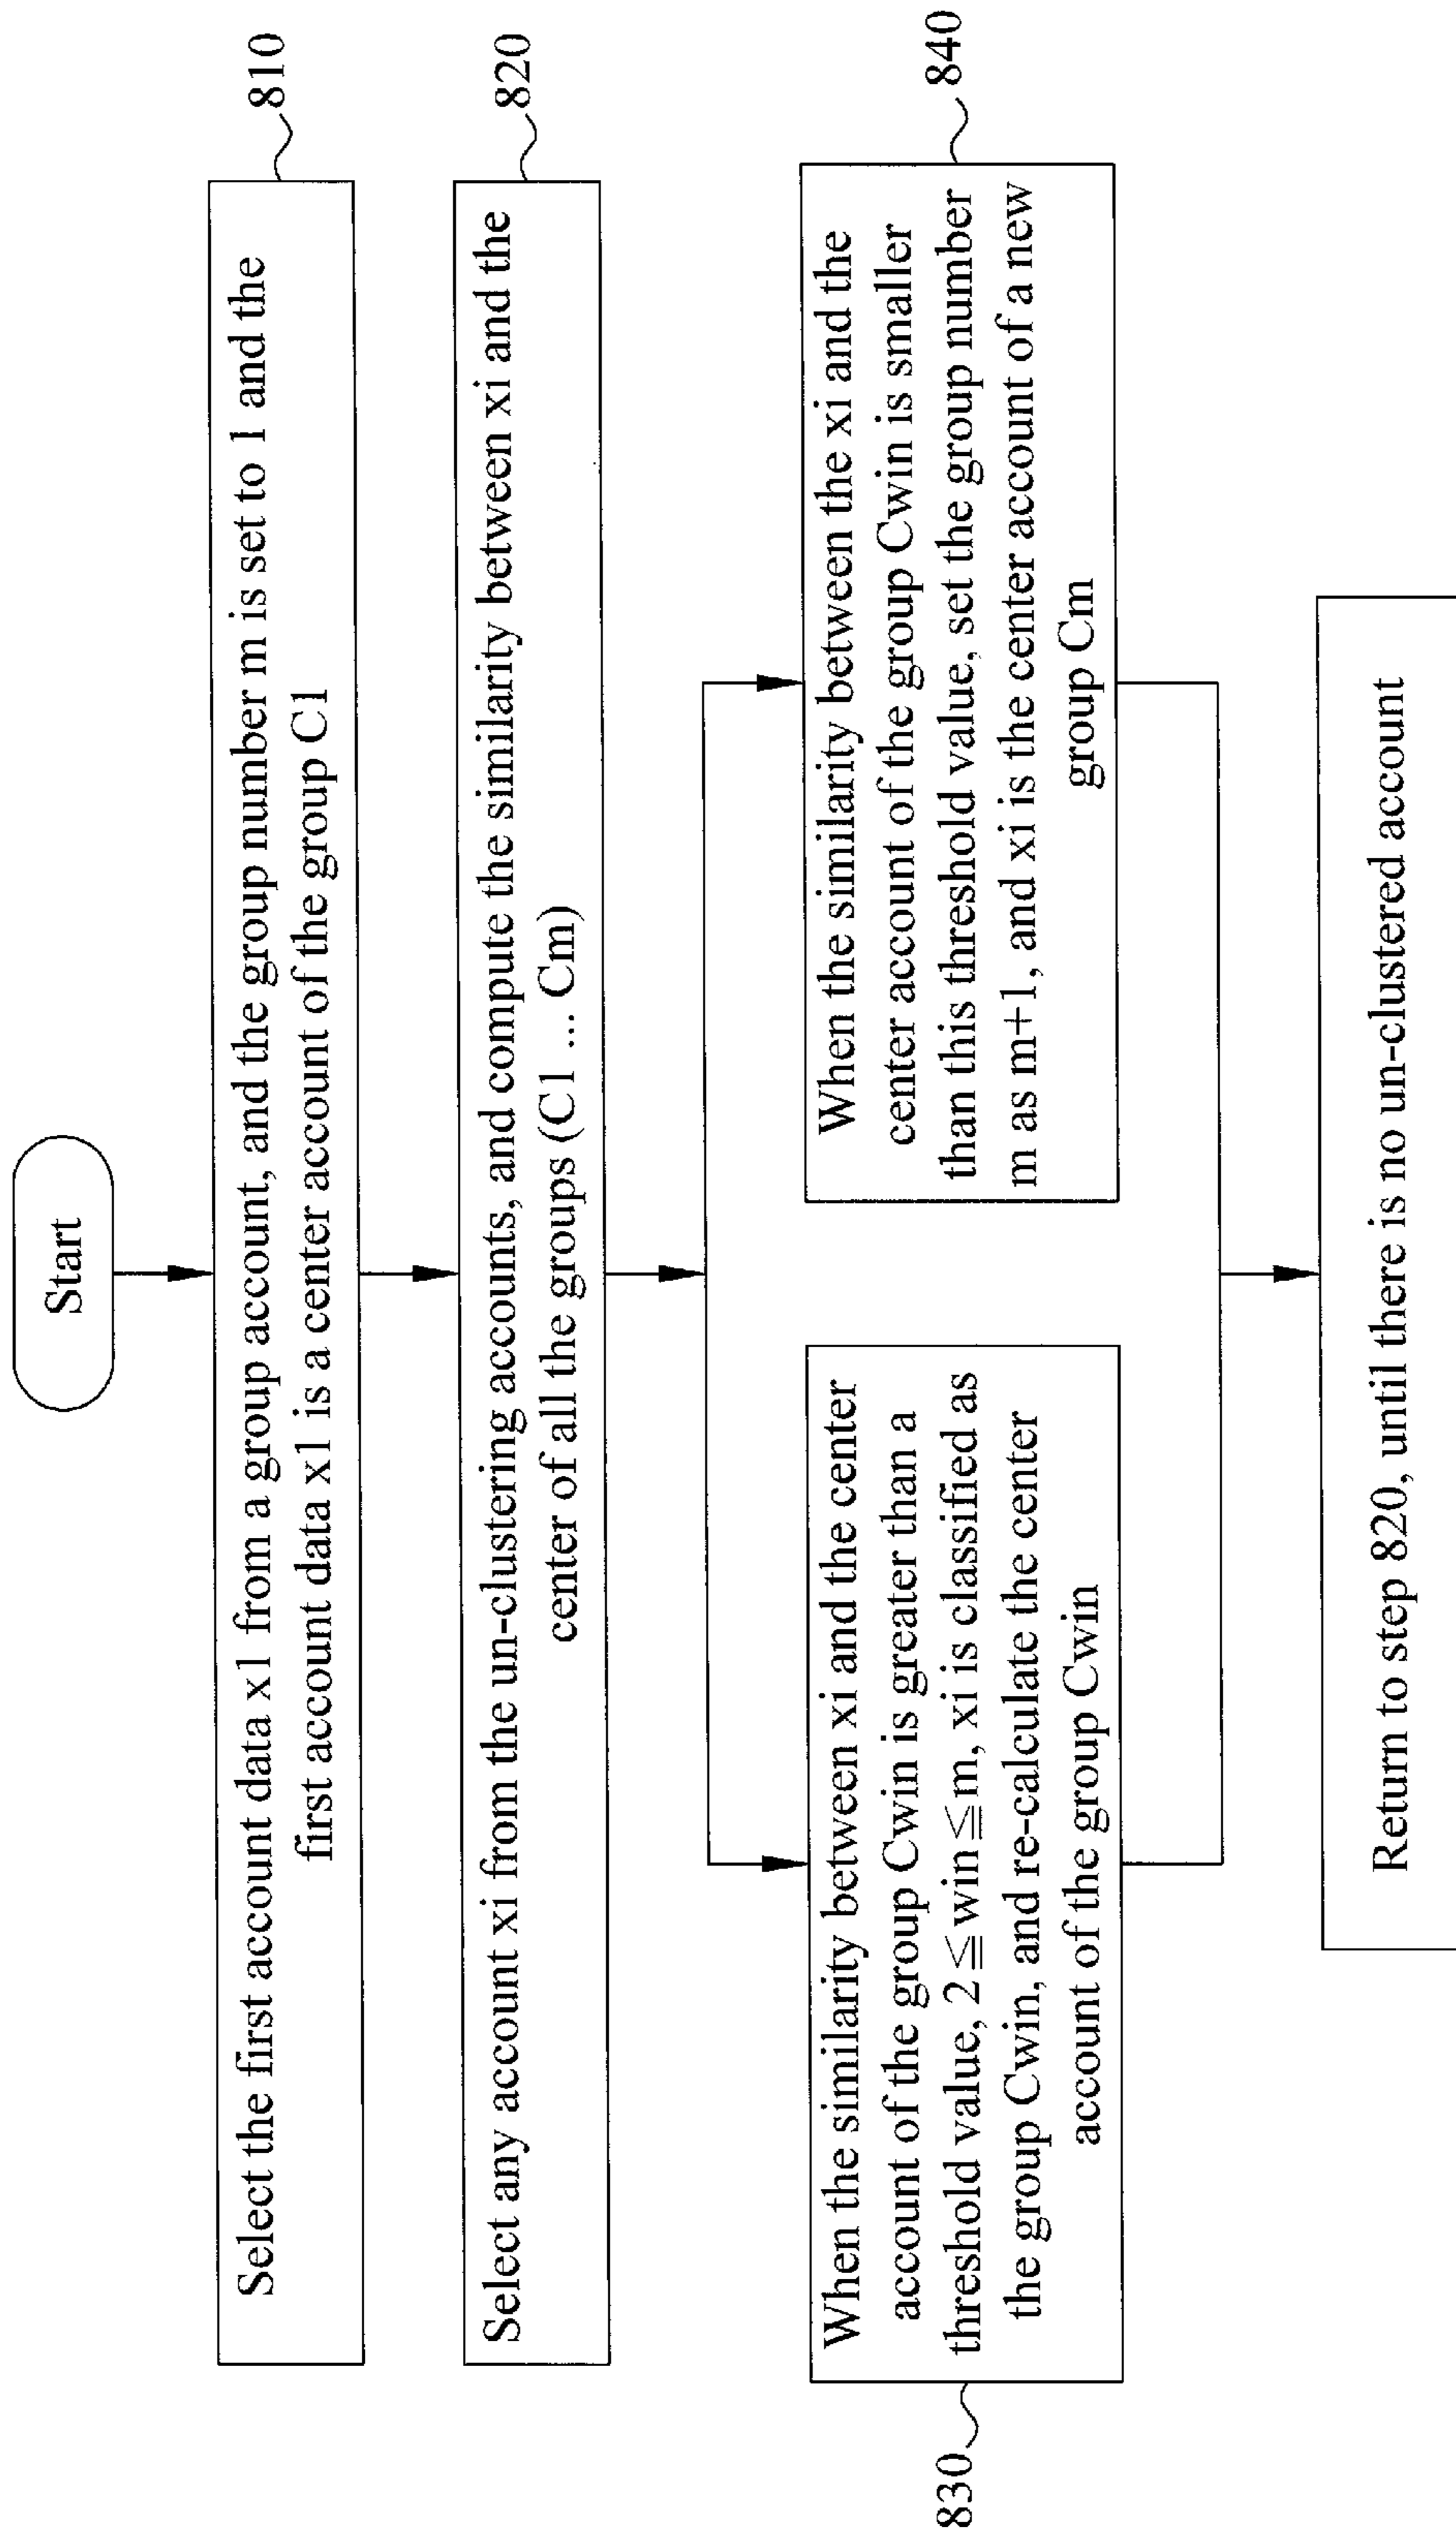 Start
Select the first account data x1 from a group account, and the group number m is set to 1 and the
first account data x1 is a center account of the group C1
810
Select any account xi from the un-clustering accounts, and compute the similarity between xi and the
center of all the groups (C1 ... Cm)
820
When the similarity between xi and the center
account of the group Cwin is greater than a
threshold value, 2≦win≦m, xi is classified as
the group Cwin, and re-calculate the center
account of the group Cwin
830
When the similarity between the xi and the
center account of the group Cwin is smaller
than this threshold value, set the group number
m as m+1, and xi is the center account of a new
group Cm
840
Return to step 820, until there is no un-clustered account